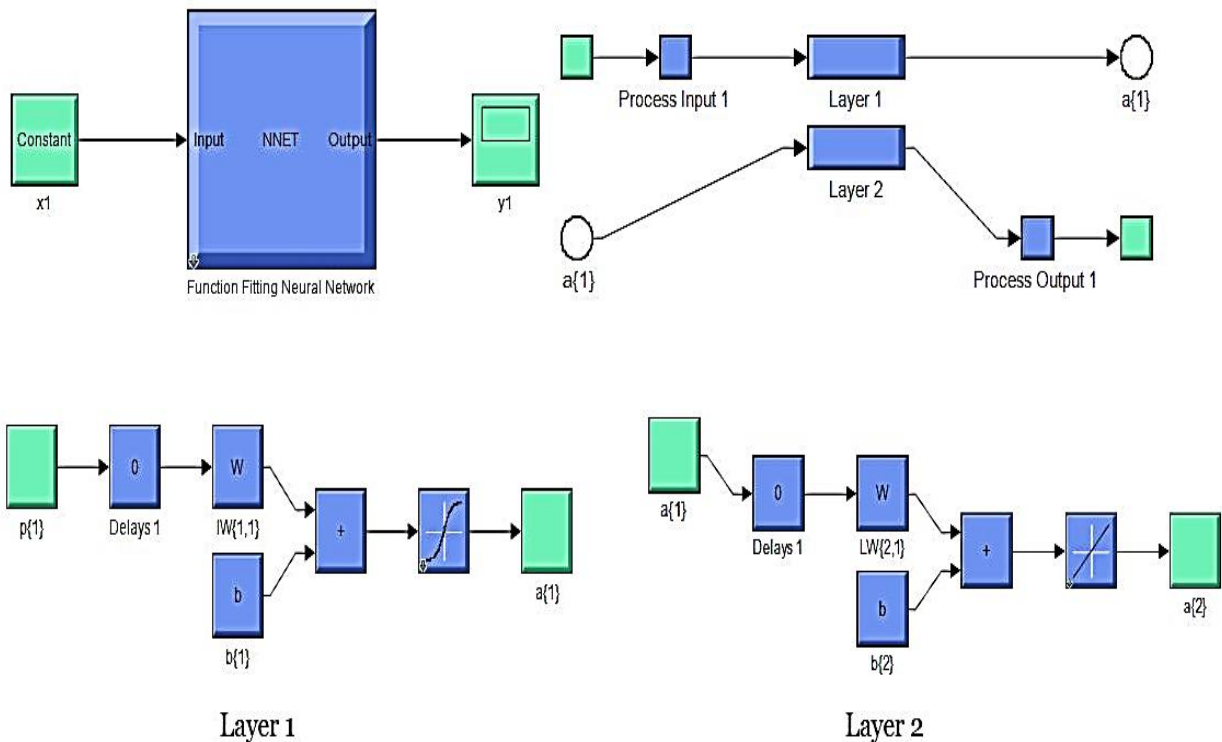 Constant
x1
Input NNET Output
Function Fitting Neural Network
y1
Process Input 1
Layer 1
a{1}
a{1}
Layer 2
Process Output 1
p{1}
0
Delays 1
W
IW{1,1}
b
b{1}
+
a{1}
Layer 1
a{1}
0
Delays 1
W
LW{2,1}
b
b{2}
+
a{2}
Layer 2